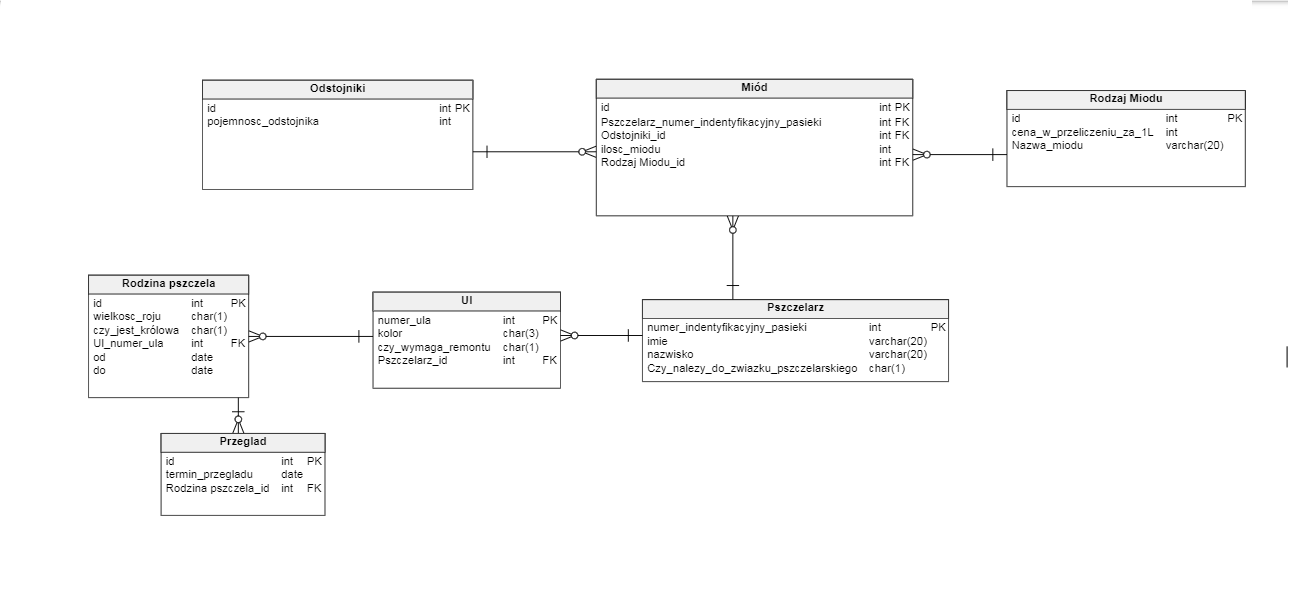 Odstojniki
id int PK
pojemnosc_odstojnika int
Miód
id int PK
Pszczelarz_numer_indentyfikacyjny_pasieki int FK
Odstojniki_id int FK
ilosc_miodu int
Rodzaj Miodu_id int FK
Rodzaj Miodu
id int PK
cena_w_przeliczeniu_za_1L int
Nazwa_miodu varchar(20)
Rodzina pszczela
id int PK
wielkosc_roju char(1)
czy_jest_królowa char(1)
Ul_numer_ula int FK
od date
do date
Ul
numer_ula int PK
kolor char(3)
czy_wymaga_remontu char(1)
Pszczelarz_id int FK
Pszczelarz
numer_indentyfikacyjny_pasieki int PK
imie varchar(20)
nazwisko varchar(20)
Czy_nalezy_do_zwiazku_pszczelarskiego char(1)
Przeglad
id int PK
termin_przegladu date
Rodzina pszczela_id int FK